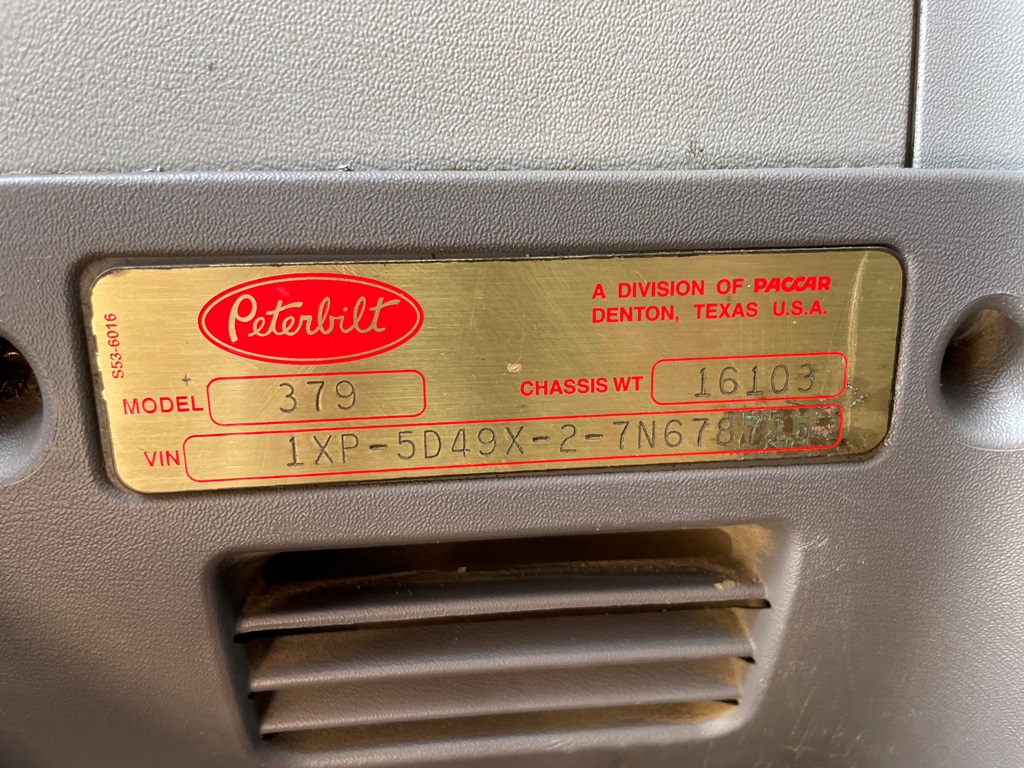 Peterbilt
A DIVISION OF PACCAR
DENTON, TEXAS U.S.A.
S53-6016
MODEL 379
CHASSIS WT 16103
VIN 1XP-5D49X-2-7N678715